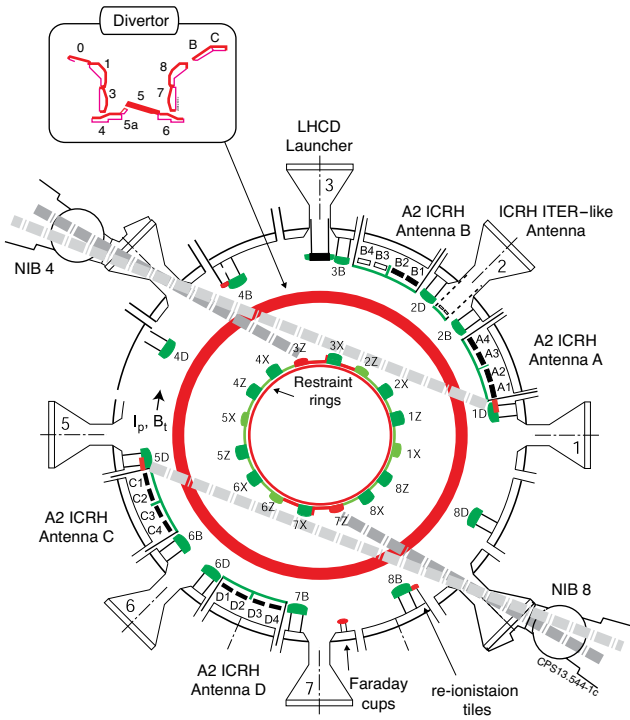 Divertor
0
1
3
4
5a
5
6
7
8
B
C
LHCD
Launcher
3
A2 ICRH
Antenna B
ICRH ITER–like
Antenna
2
NIB 4
4B
3B
B4
B3
B2
B1
2D
2B
A2 ICRH
Antenna A
A4
A3
A2
A1
1D
4D
I_p, B_t
5
1
3Z
3X
2Z
4X
2X
4Z
1Z
5X
1X
5Z
8Z
6X
8X
6Z
7X
7Z
Restraint
rings
5D
C1
C2
C3
C4
A2 ICRH
Antenna C
6B
6
6D
D1
D2
D3
D4
7B
A2 ICRH
Antenna D
7
8B
8D
NIB 8
CPS13.544-1c
Faraday
cups
re-ionistaion
tiles